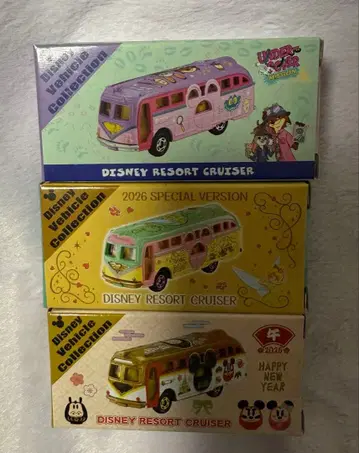 Disney
Vehicle
Collection
DISNEY RESORT CRUISER
Disney
Vehicle
Collection
2026 SPECIAL VERSION
DISNEY RESORT CRUISER
Disney
Vehicle
Collection
2026
HAPPY
NEW
YEAR
DISNEY RESORT CRUISER